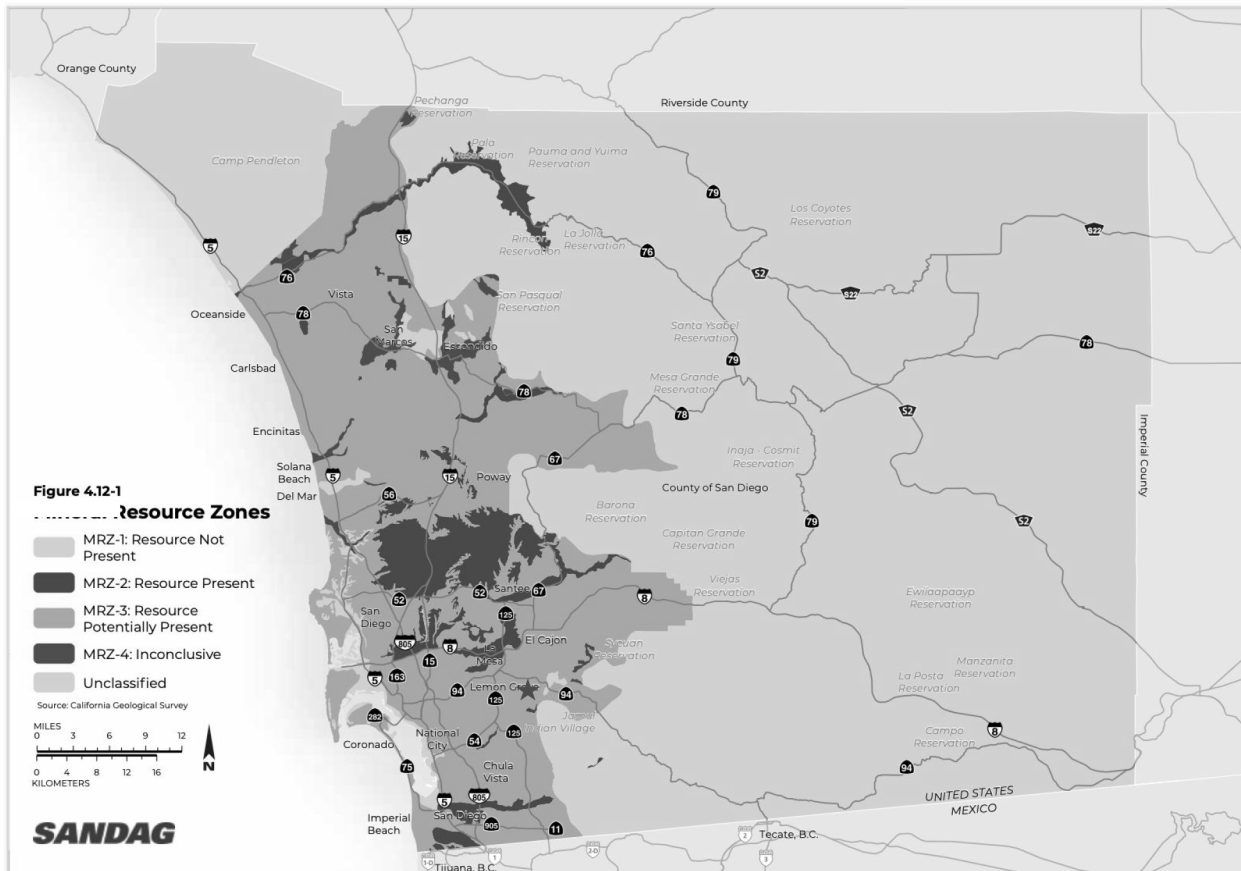 Orange County
Riverside County
Pechanga
Reservation
Pala
Reservation
Pauma and Yuima
Reservation
Camp Pendleton
79
Los Coyotes
Reservation
S22
5
15
Rincon
Reservation
La Jolla
Reservation
76
76
S2
S22
Vista
San Pasqual
Reservation
Oceanside
78
San
Marcos
Escondido
Santa Ysabel
Reservation
78
Carlsbad
79
Mesa Grande
Reservation
78
78
S2
Imperial County
Encinitas
Inaja - Cosmit
Reservation
67
Solana
Beach
5
15
Poway
County of San Diego
Del Mar
56
Barona
Reservation
79
S2
Capitan Grande
Reservation
Viejas
Reservation
Ewiiaapaayp
Reservation
Figure 4.12-1
Mineral Resource Zones
MRZ-1: Resource Not
Present
MRZ-2: Resource Present
MRZ-3: Resource
Potentially Present
MRZ-4: Inconclusive
Unclassified
Source: California Geological Survey
MILES
0 3 6 9 12
0 4 8 12 16
KILOMETERS
N
SANDAG
52
52
Santee
67
8
San
Diego
125
805
8
El Cajon
La
Mesa
15
Sycuan
Reservation
Manzanita
Reservation
5
163
94
Lemon Grove
125
94
La Posta
Reservation
282
Jamul
Indian Village
Coronado
National
City
54
125
Campo
Reservation
8
75
Chula
Vista
94
5
805
UNITED STATES
MEXICO
Imperial
Beach
San Diego
905
11
Tecate, B.C.
2
2-D
3
1-D
1
Tijuana, B.C.